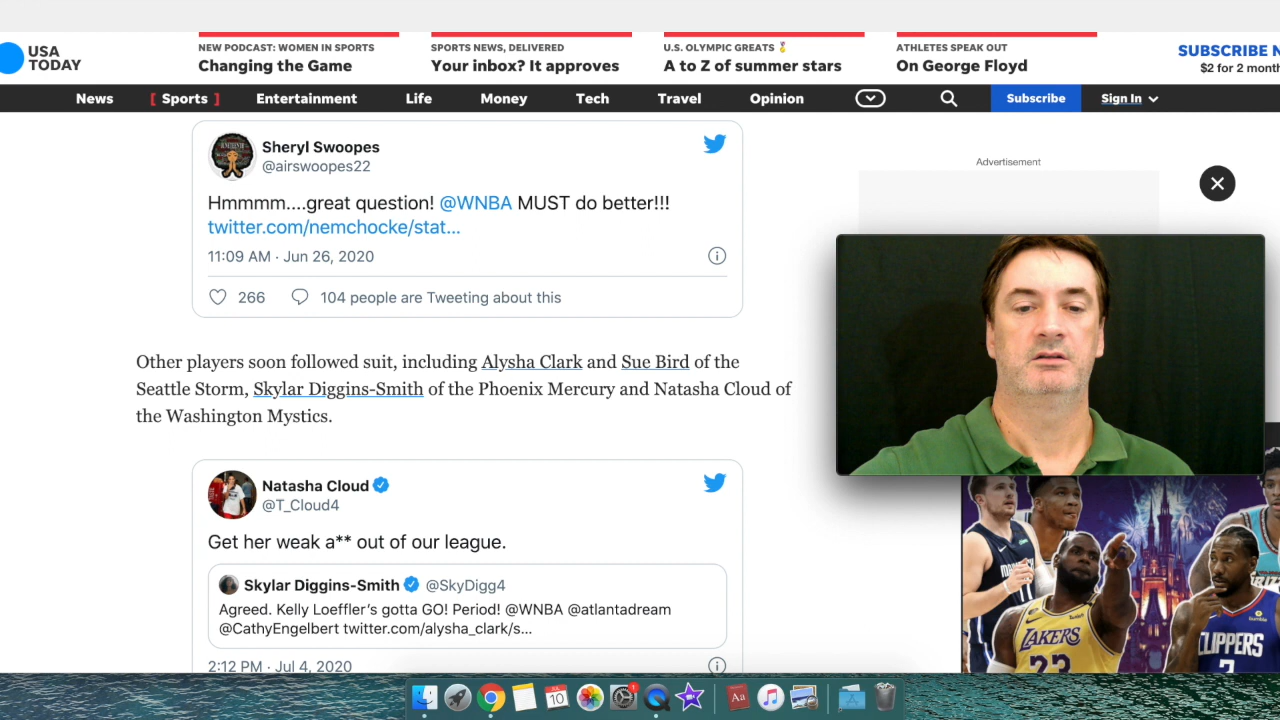 USA
TODAY
NEW PODCAST: WOMEN IN SPORTS
Changing the Game
SPORTS NEWS, DELIVERED
Your inbox? It approves
U.S. OLYMPIC GREATS 🏅
A to Z of summer stars
ATHLETES SPEAK OUT
On George Floyd
SUBSCRIBE N
$2 for 2 month
News
[ Sports ]
Entertainment
Life
Money
Tech
Travel
Opinion
Subscribe
Sign In
Sheryl Swoopes
@airswoopes22
Hmmmm....great question! @WNBA MUST do better!!!
twitter.com/nemchocke/stat...
11:09 AM · Jun 26, 2020
266
104 people are Tweeting about this
Advertisement
Other players soon followed suit, including Alysha Clark and Sue Bird of the
Seattle Storm, Skylar Diggins-Smith of the Phoenix Mercury and Natasha Cloud of
the Washington Mystics.
Natasha Cloud
@T_Cloud4
Get her weak a** out of our league.
Skylar Diggins-Smith @SkyDigg4
Agreed. Kelly Loeffler's gotta GO! Period! @WNBA @atlantadream
@CathyEngelbert twitter.com/alysha_clark/s...
2:12 PM · Jul 4, 2020
LAKERS
23
CLIPPERS
JUL
10
1
Aa